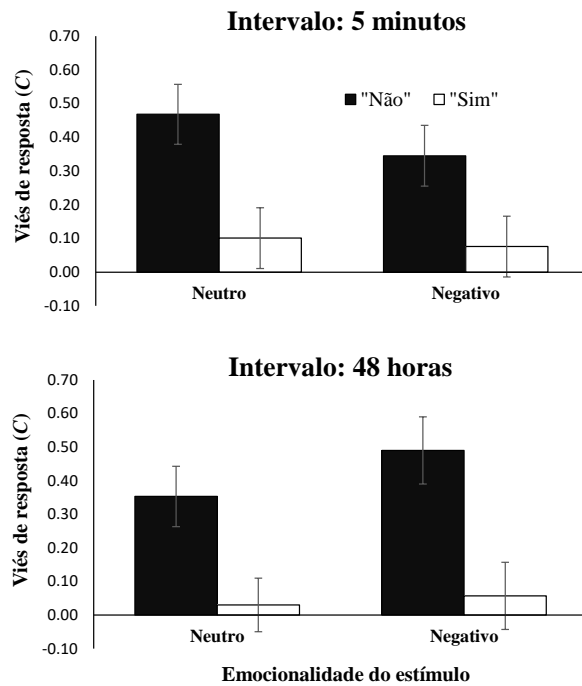 Intervalo: 5 minutos
0.70
0.60
0.50
0.40
0.30
0.20
0.10
0.00
-0.10
Viés de resposta (C)
"Não" "Sim"
Neutro Negativo
Intervalo: 48 horas
0.70
0.60
0.50
0.40
0.30
0.20
0.10
0.00
-0.10
Viés de resposta (C)
Neutro Negativo
Emocionalidade do estímulo